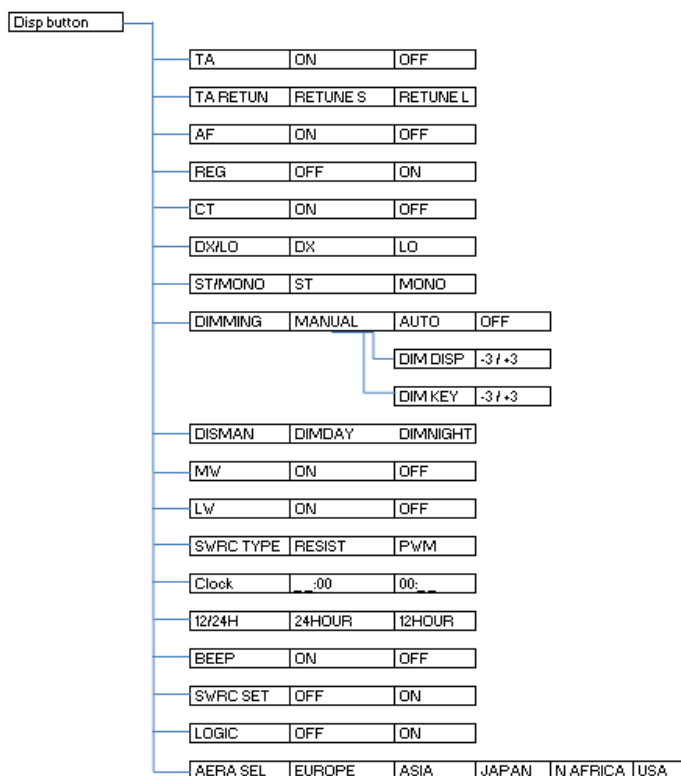 Disp button
TA ON OFF
TA RETUN RETUNE S RETUNE L
AF ON OFF
REG OFF ON
CT ON OFF
DX/LO DX LO
ST/MONO ST MONO
DIMMING MANUAL AUTO OFF
DIM DISP -3 / +3
DIM KEY -3 / +3
DISMAN DIMDAY DIMNIGHT
MW ON OFF
LW ON OFF
SWRC TYPE RESIST PWM
Clock _ _:00 00:_ _
12/24H 24HOUR 12HOUR
BEEP ON OFF
SWRC SET OFF ON
LOGIC OFF ON
AERA SEL EUROPE ASIA JAPAN N.AFRICA USA